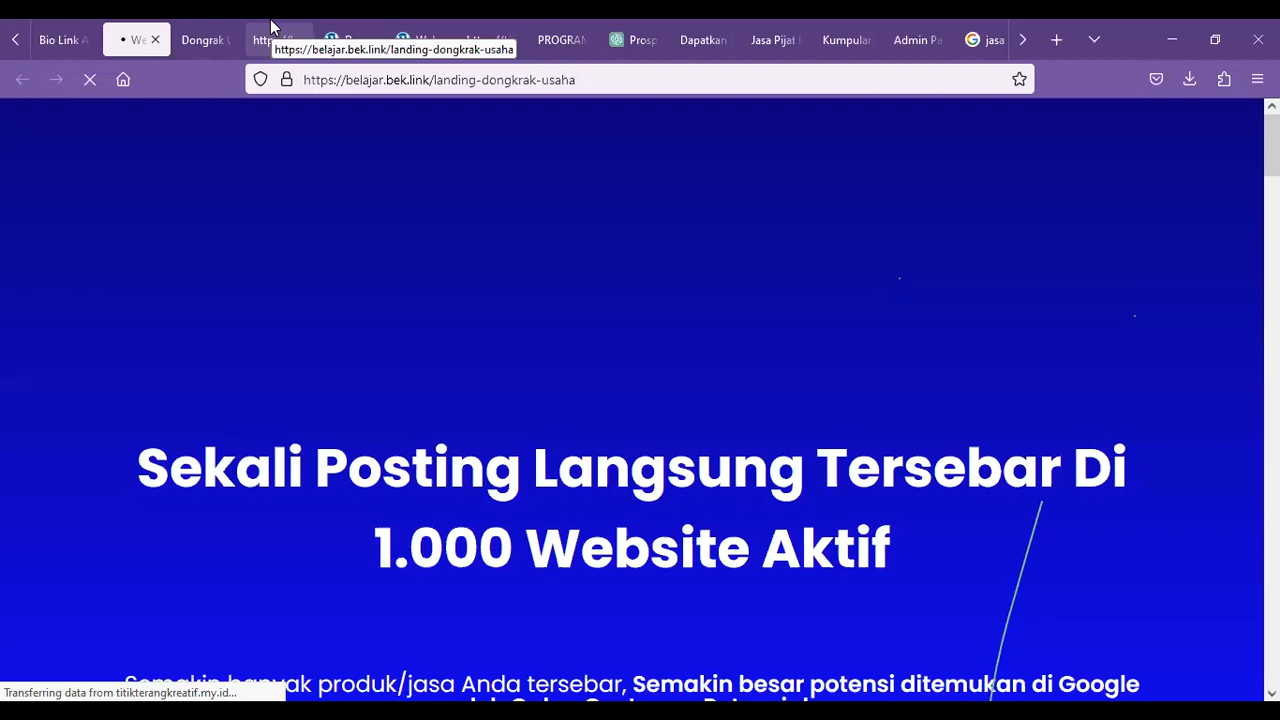 Bio Link A
We
Dongrak U
PROGRAM
Prosp
Dapatkan
Jasa Pijat
Kumpula
Admin Pa
jasa
https://belajar.bek.link/landing-dongkrak-usaha
https://belajar.bek.link/landing-dongkrak-usaha
Sekali Posting Langsung Tersebar Di
1.000 Website Aktif
Semakin banyak produk/jasa Anda tersebar, Semakin besar potensi ditemukan di Google
Transferring data from titikterangkreatif.my.id...